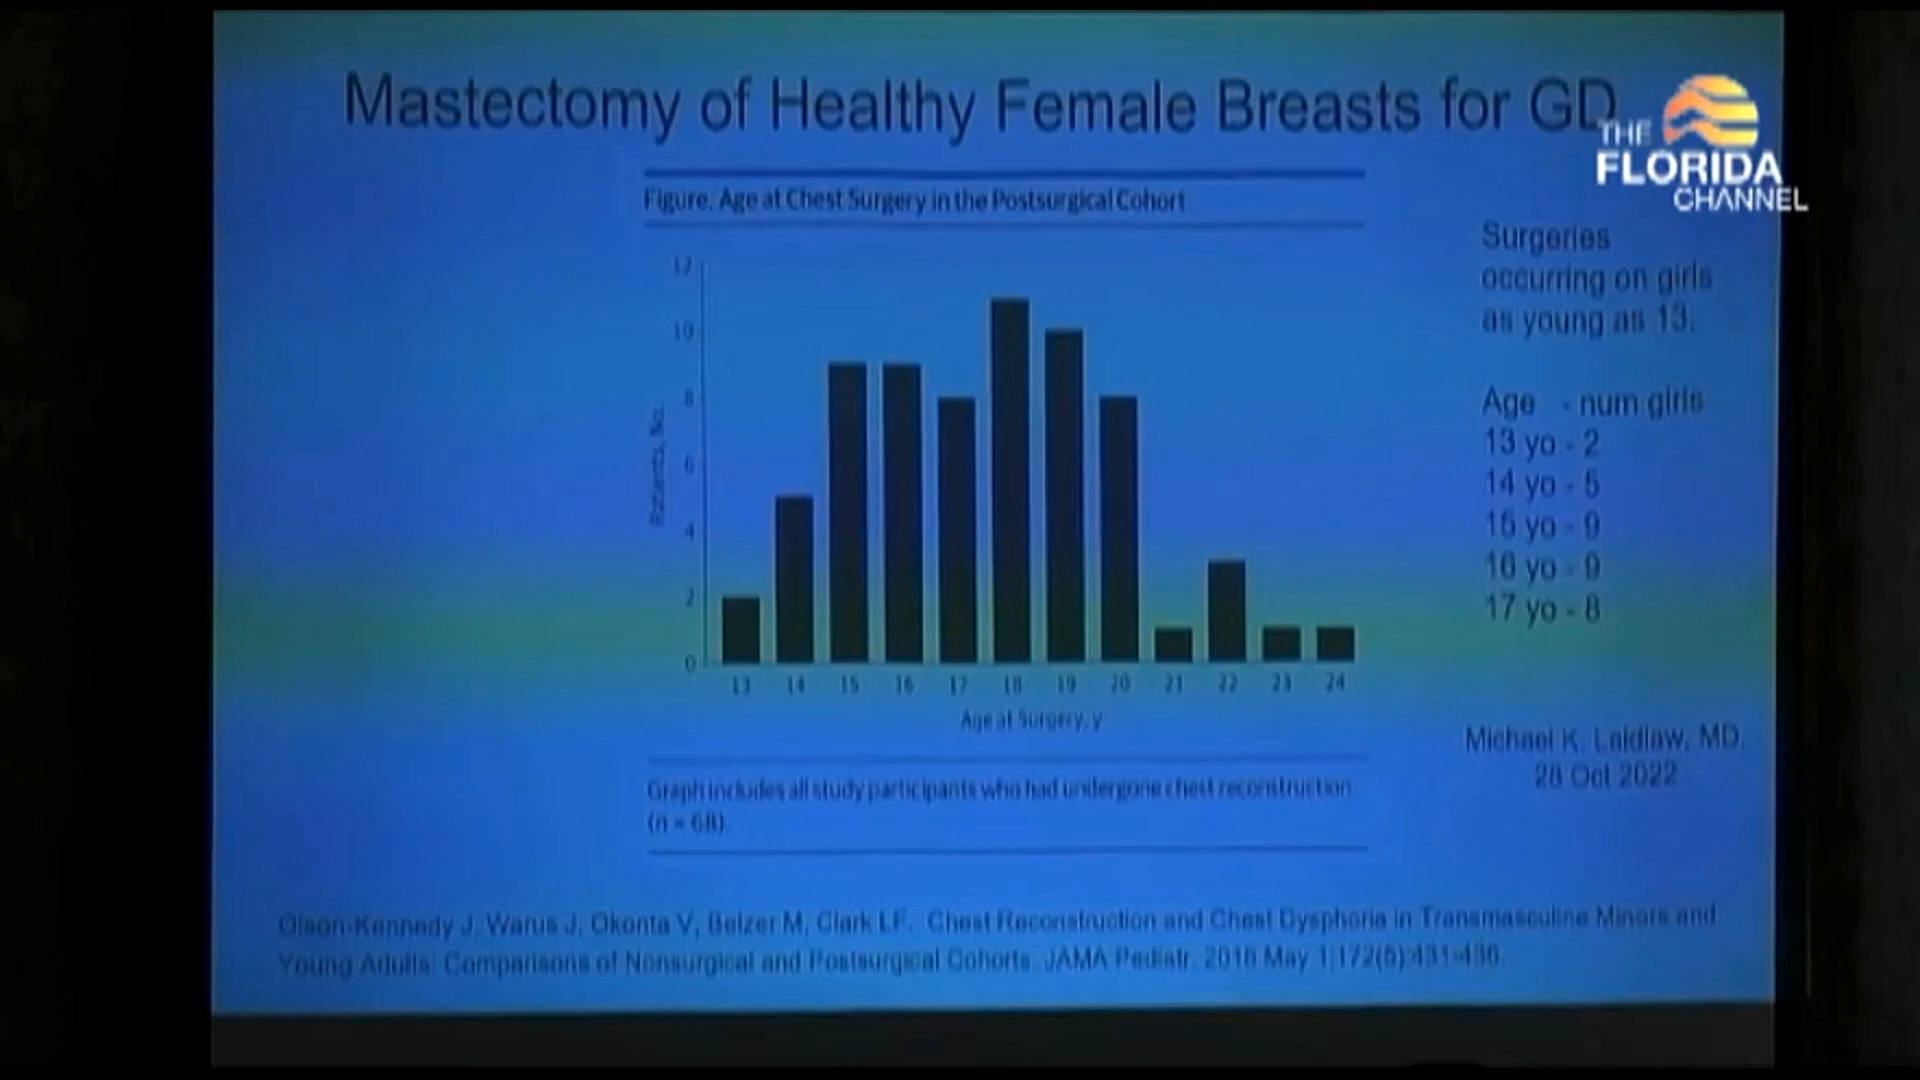 Mastectomy of Healthy Female Breasts for GD
THE
FLORIDA
CHANNEL
Figure. Age at Chest Surgery in the Postsurgical Cohort
Surgeries
occurring on girls
as young as 13.
Age - num girls
13 yo - 2
14 yo - 5
15 yo - 9
16 yo - 9
17 yo - 8
12
10
8
6
4
2
0
Patients, No.
13 14 15 16 17 18 19 20 21 22 23 24
Age at Surgery, y
Michael K. Laidlaw, MD.
28 Oct 2022
Graph includes all study participants who had undergone chest reconstruction
(n = 68).
Olson-Kennedy J, Warus J, Okonta V, Belzer M, Clark LF. Chest Reconstruction and Chest Dysphoria in Transmasculine Minors and
Young Adults: Comparisons of Nonsurgical and Postsurgical Cohorts. JAMA Pediatr. 2018 May 1;172(5):431-436.